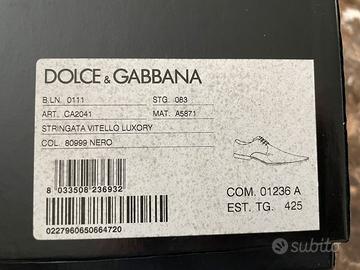 DOLCE & GABBANA
B.LN. 0111 STG. 083
ART. CA2041 MAT. A5871
STRINGATA VITELLO LUXORY
COL. 80999 NERO
8 033508 236932
COM. 01236 A
EST. TG. 425
0227960650664720
subito